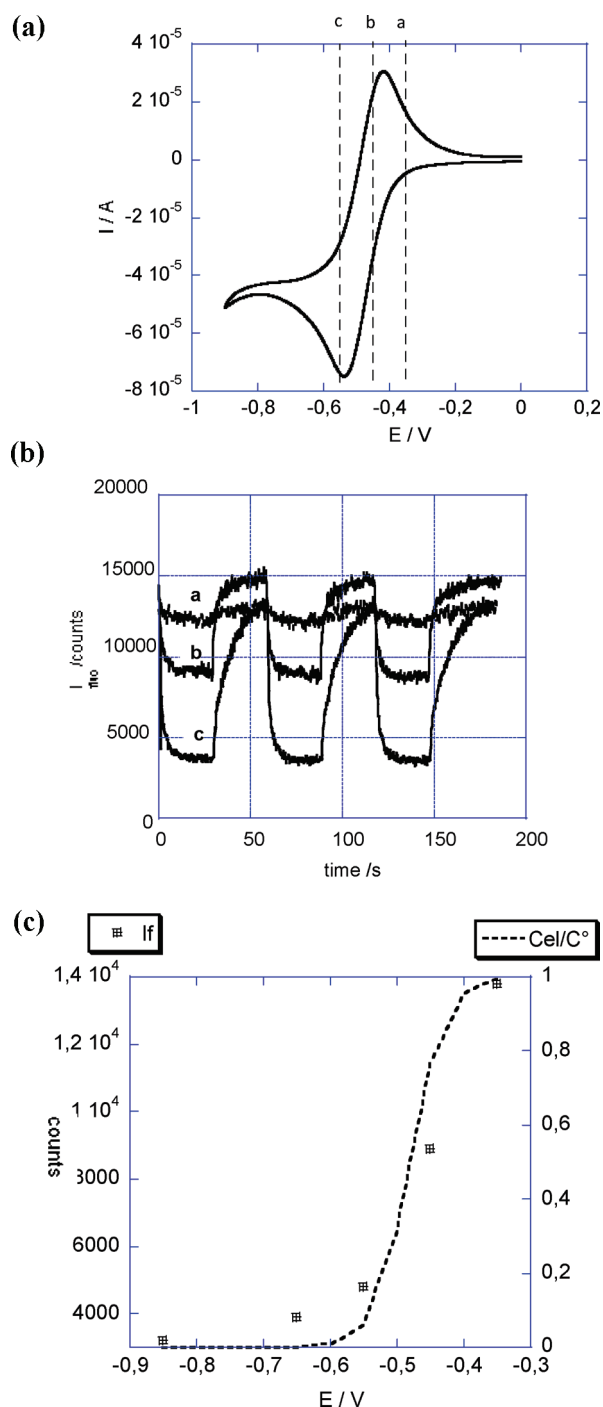 (a)
c b a
4 10-5
2 10-5
0
-2 10-5
-4 10-5
-6 10-5
-8 10-5
I / A
-1 -0,8 -0,6 -0,4 -0,2 0 0,2
E / V
(b)
20000
15000
10000
5000
0
I fluo /counts
a
b
c
0 50 100 150 200
time /s
(c)
If
Cel/C°
1,4 104
1,2 104
1 104
8000
6000
4000
counts
1
0,8
0,6
0,4
0,2
0
-0,9 -0,8 -0,7 -0,6 -0,5 -0,4 -0,3
E / V